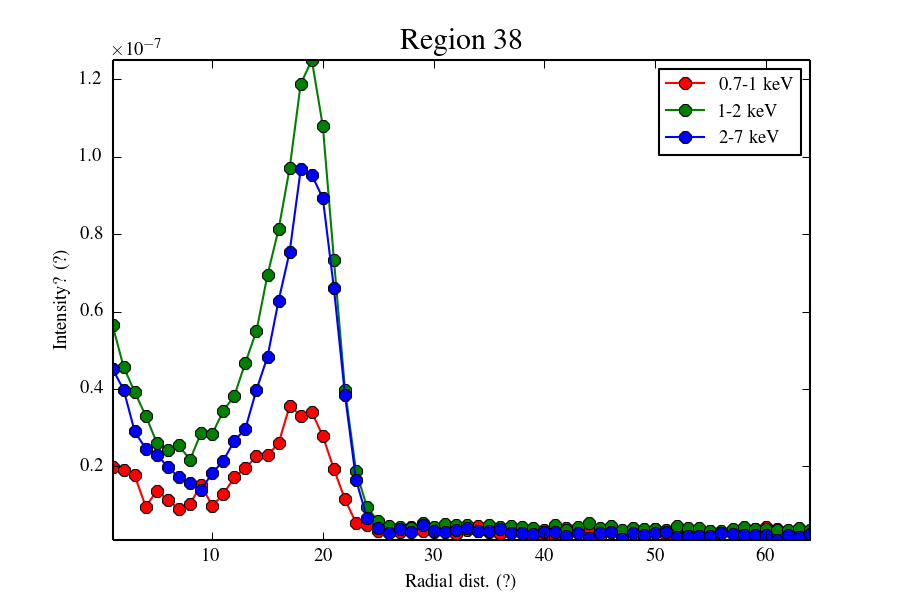 Region 38
×10⁻⁷
1.2
1.0
0.8
0.6
0.4
0.2
Intensity? (?)
0.7-1 keV
1-2 keV
2-7 keV
10 20 30 40 50 60
Radial dist. (?)